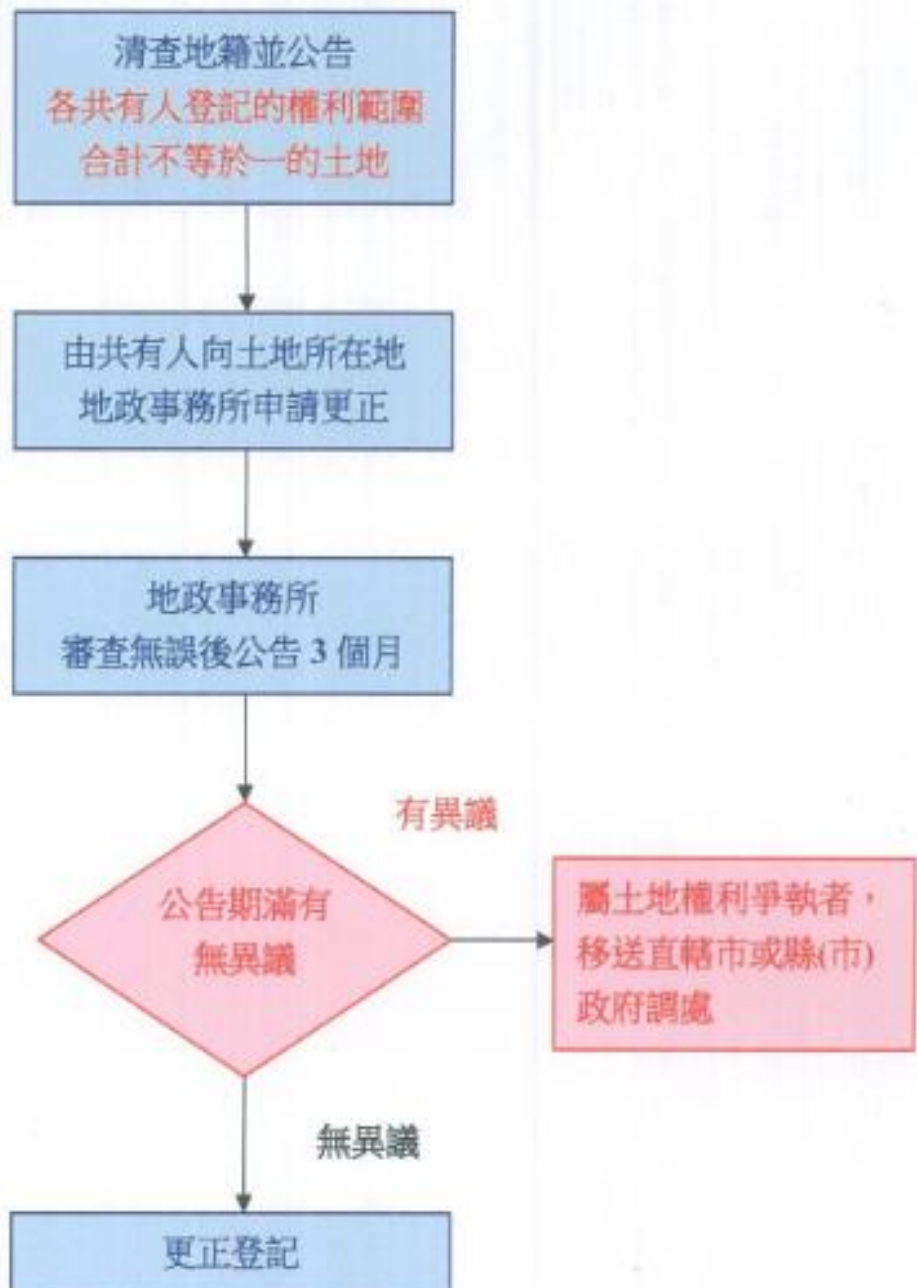 清查地籍並公告
各共有人登記的權利範圍
合計不等於一的土地
由共有人向土地所在地
地政事務所申請更正
地政事務所
審查無誤後公告 3 個月
有異議
公告期滿有
無異議
屬土地權利爭執者，
移送直轄市或縣(市)
政府調處
無異議
更正登記